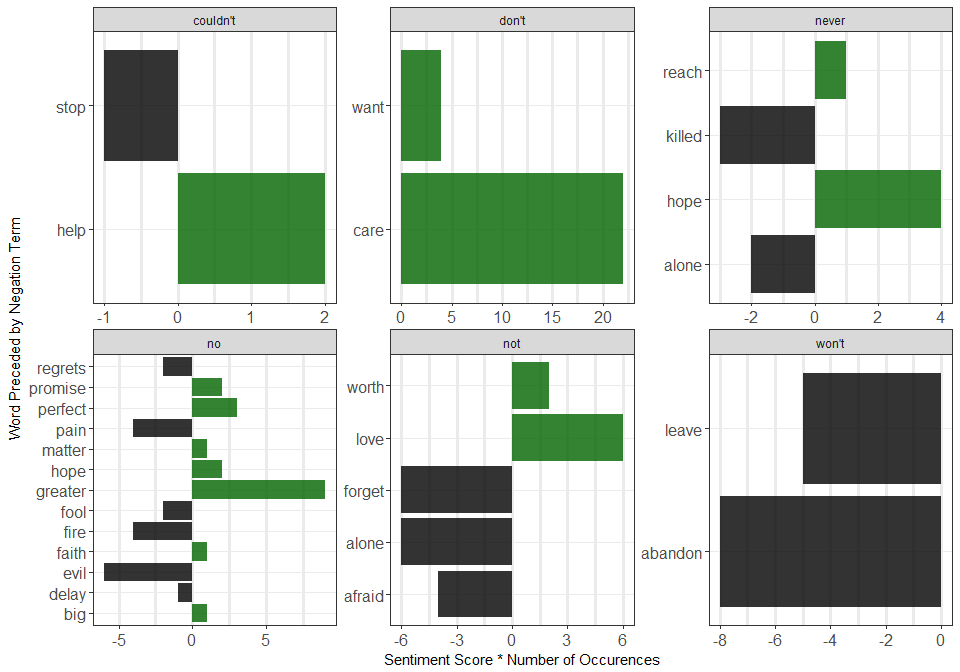 couldn't
don't
never
stop
help
-1 0 1 2
want
care
0 5 10 15 20
reach
killed
hope
alone
-2 0 2 4
Word Preceded by Negation Term
no
not
won't
regrets
promise
perfect
pain
matter
hope
greater
fool
fire
faith
evil
delay
big
-5 0 5
worth
love
forget
alone
afraid
-6 -3 0 3 6
leave
abandon
-8 -6 -4 -2 0
Sentiment Score * Number of Occurences